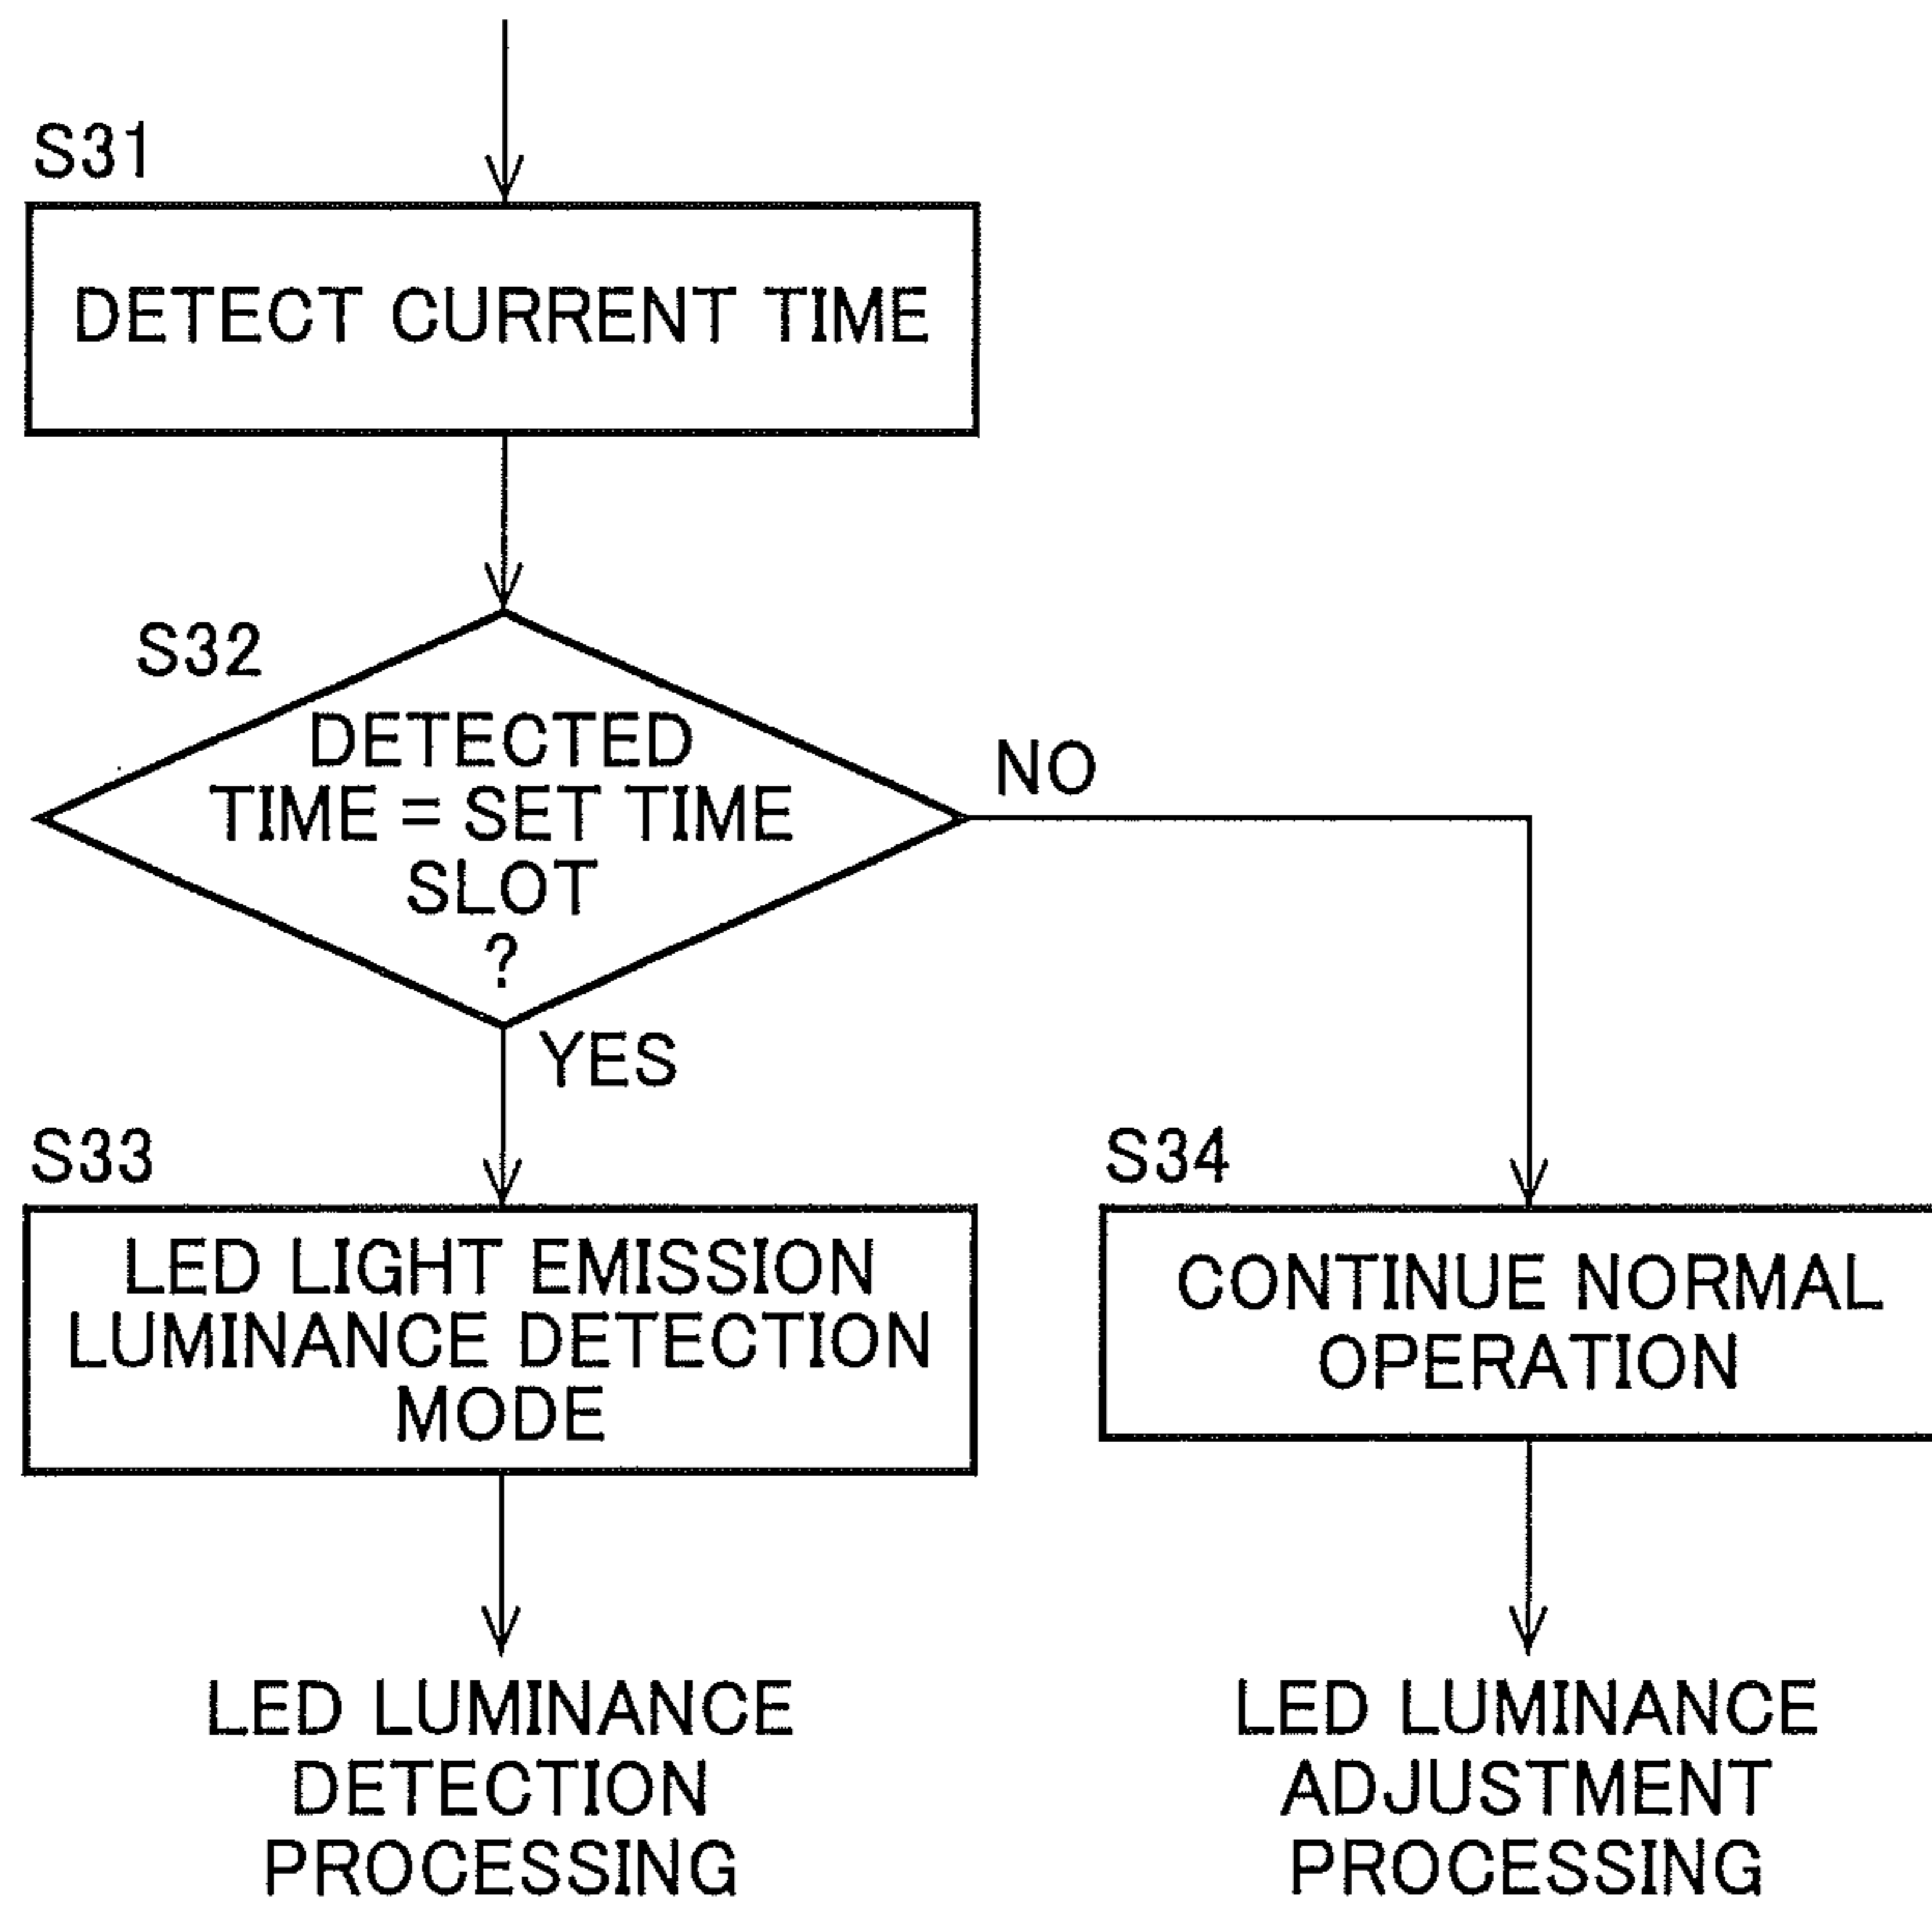 S31
DETECT CURRENT TIME
S32
DETECTED
TIME = SET TIME
SLOT
?
NO
YES
S33
LED LIGHT EMISSION
LUMINANCE DETECTION
MODE
S34
CONTINUE NORMAL
OPERATION
LED LUMINANCE
DETECTION
PROCESSING
LED LUMINANCE
ADJUSTMENT
PROCESSING